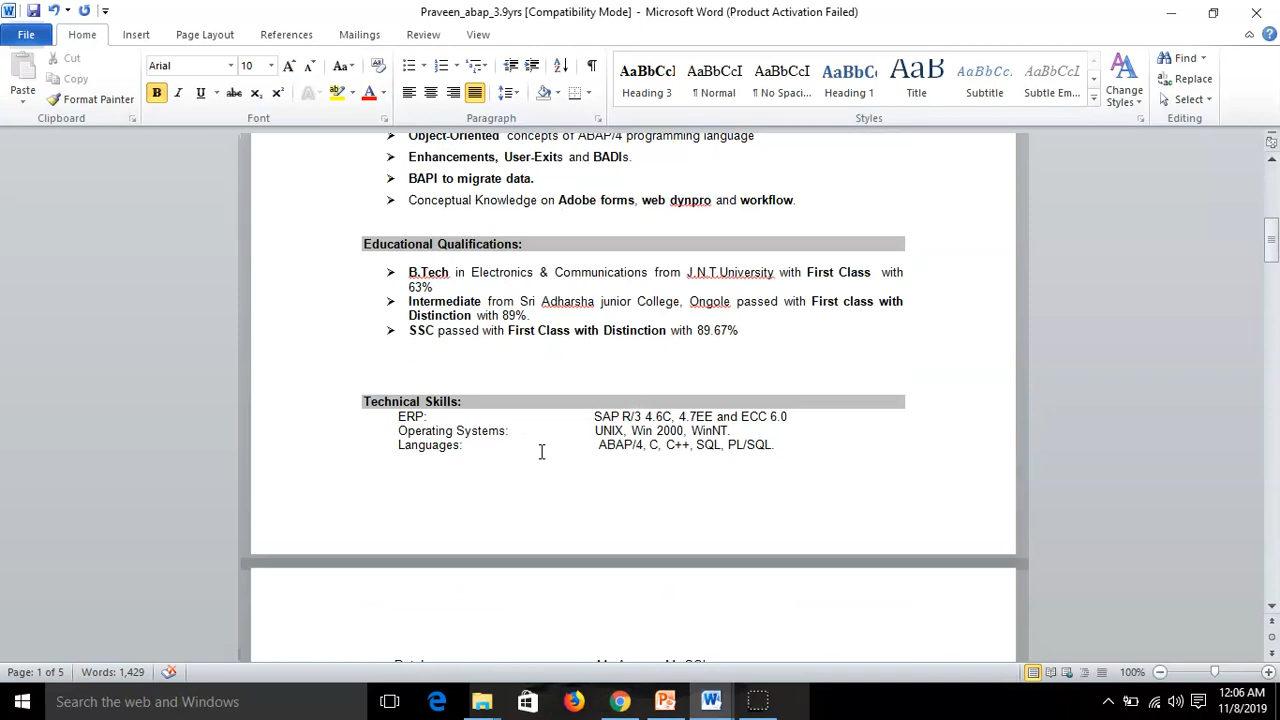 Praveen_abap_3.9yrs [Compatibility Mode] - Microsoft Word (Product Activation Failed)
File Home Insert Page Layout References Mailings Review View
Paste
Cut
Copy
Format Painter
Clipboard
Arial 10
Font
Paragraph
AaBbCcI Heading 3
AaBbCcI ¶ Normal
AaBbCcI ¶ No Spaci...
AaBbCc Heading 1
AaB Title
AaBbCcI Subtitle
AaBbCcI Subtle Em...
Change Styles
Styles
Find
Replace
Select
Editing
Object-Oriented concepts of ABAP/4 programming language
Enhancements, User-Exits and BADIs.
BAPI to migrate data.
Conceptual Knowledge on Adobe forms, web dynpro and workflow.
Educational Qualifications:
B.Tech in Electronics & Communications from J.N.T.University with First Class with
63%
Intermediate from Sri Adharsha junior College, Ongole passed with First class with
Distinction with 89%.
SSC passed with First Class with Distinction with 89.67%
Technical Skills:
ERP: SAP R/3 4.6C, 4.7EE and ECC 6.0
Operating Systems: UNIX, Win 2000, WinNT.
Languages: ABAP/4, C, C++, SQL, PL/SQL.
Page: 1 of 5 Words: 1,429 100%
Search the web and Windows
12:06 AM
11/8/2019